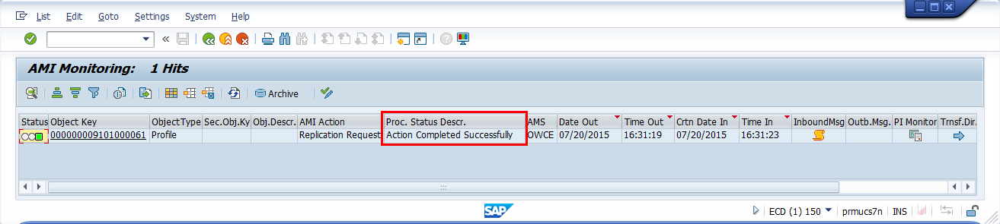 List Edit Goto Settings System Help
AMI Monitoring: 1 Hits
Archive
Status Object Key ObjectType Sec.Obj.Ky Obj.Descr. AMI Action Proc. Status Descr. AMS Date Out Time Out Crtn Date In Time In InboundMsg Outb.Msg. PI Monitor Trnsf.Dir.
000000009101000061 Profile Replication Request Action Completed Successfully OWCE 07/20/2015 16:31:19 07/20/2015 16:31:23
SAP ECD (1) 150 prmucs7n INS